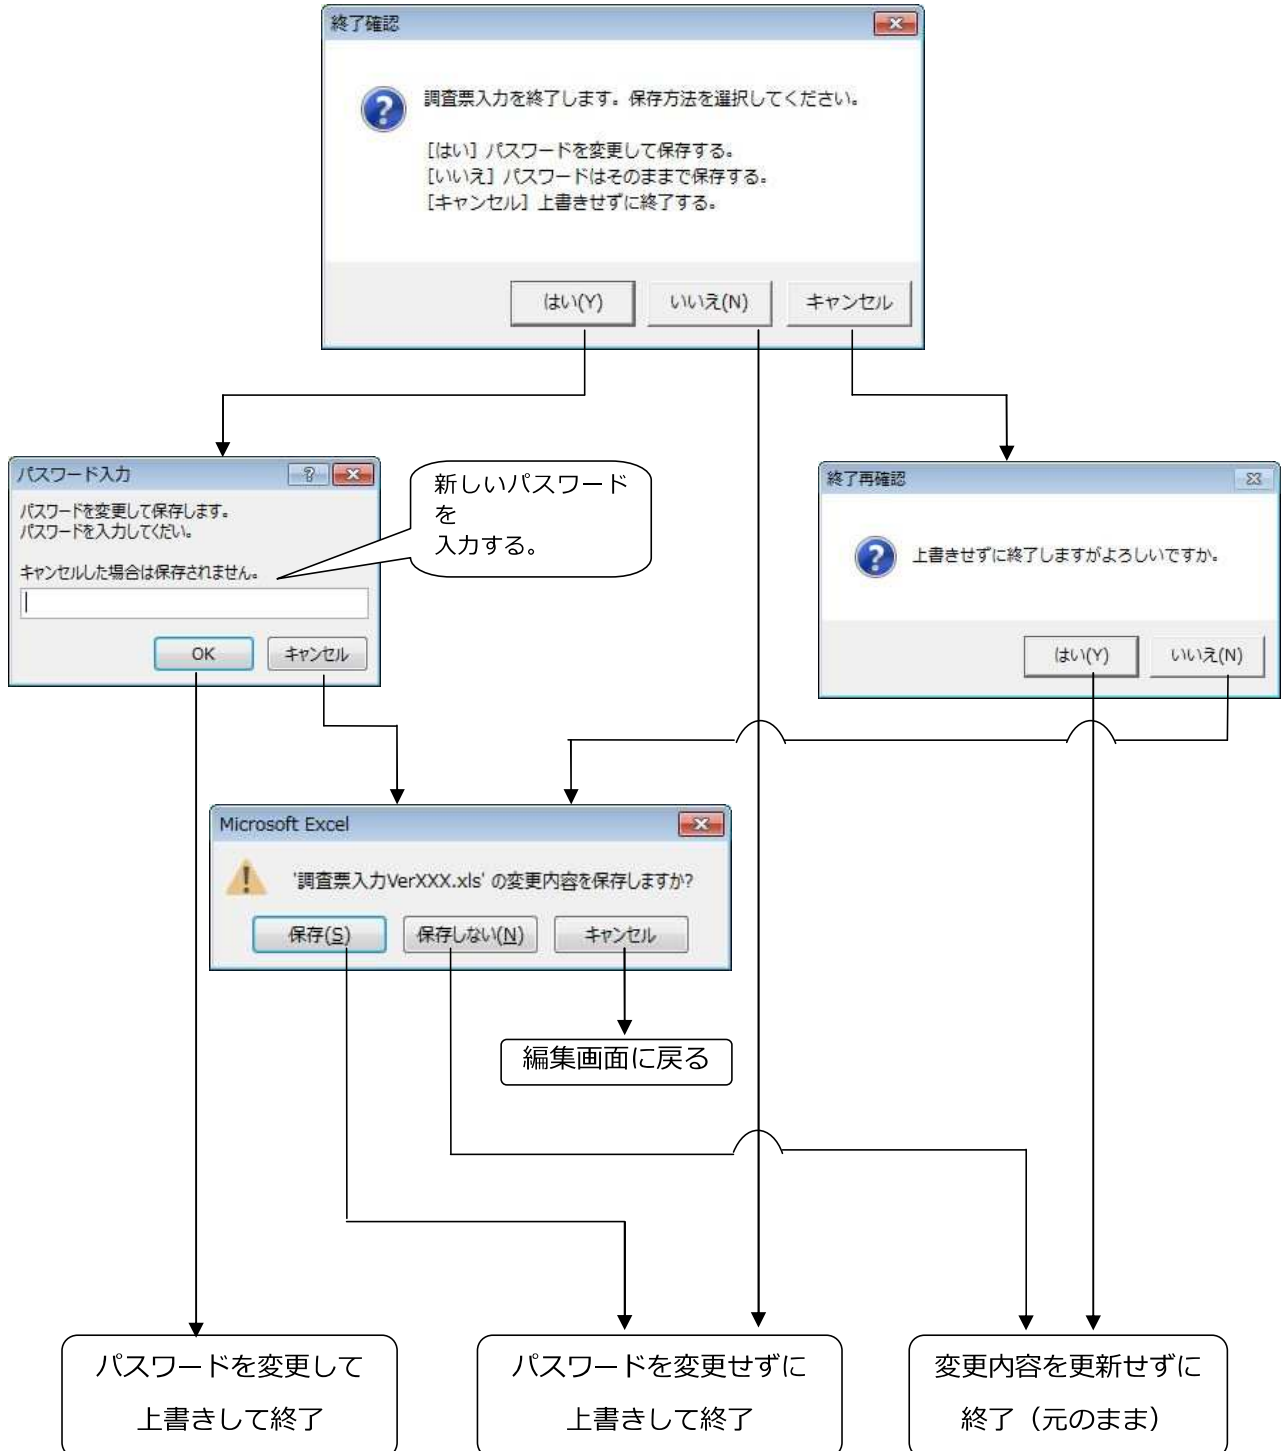 終了確認
調査票入力を終了します。保存方法を選択してください。
[はい] パスワードを変更して保存する。
[いいえ] パスワードはそのままで保存する。
[キャンセル] 上書きせずに終了する。
はい(Y)
いいえ(N)
キャンセル
パスワード入力
パスワードを変更して保存します。
パスワードを入力してくだい。
キャンセルした場合は保存されません。
OK
キャンセル
新しいパスワード
を
入力する。
終了再確認
上書きせずに終了しますがよろしいですか。
はい(Y)
いいえ(N)
Microsoft Excel
'調査票入力VerXXX.xls' の変更内容を保存しますか?
保存(S)
保存しない(N)
キャンセル
編集画面に戻る
パスワードを変更して
上書きして終了
パスワードを変更せずに
上書きして終了
変更内容を更新せずに
終了（元のまま）